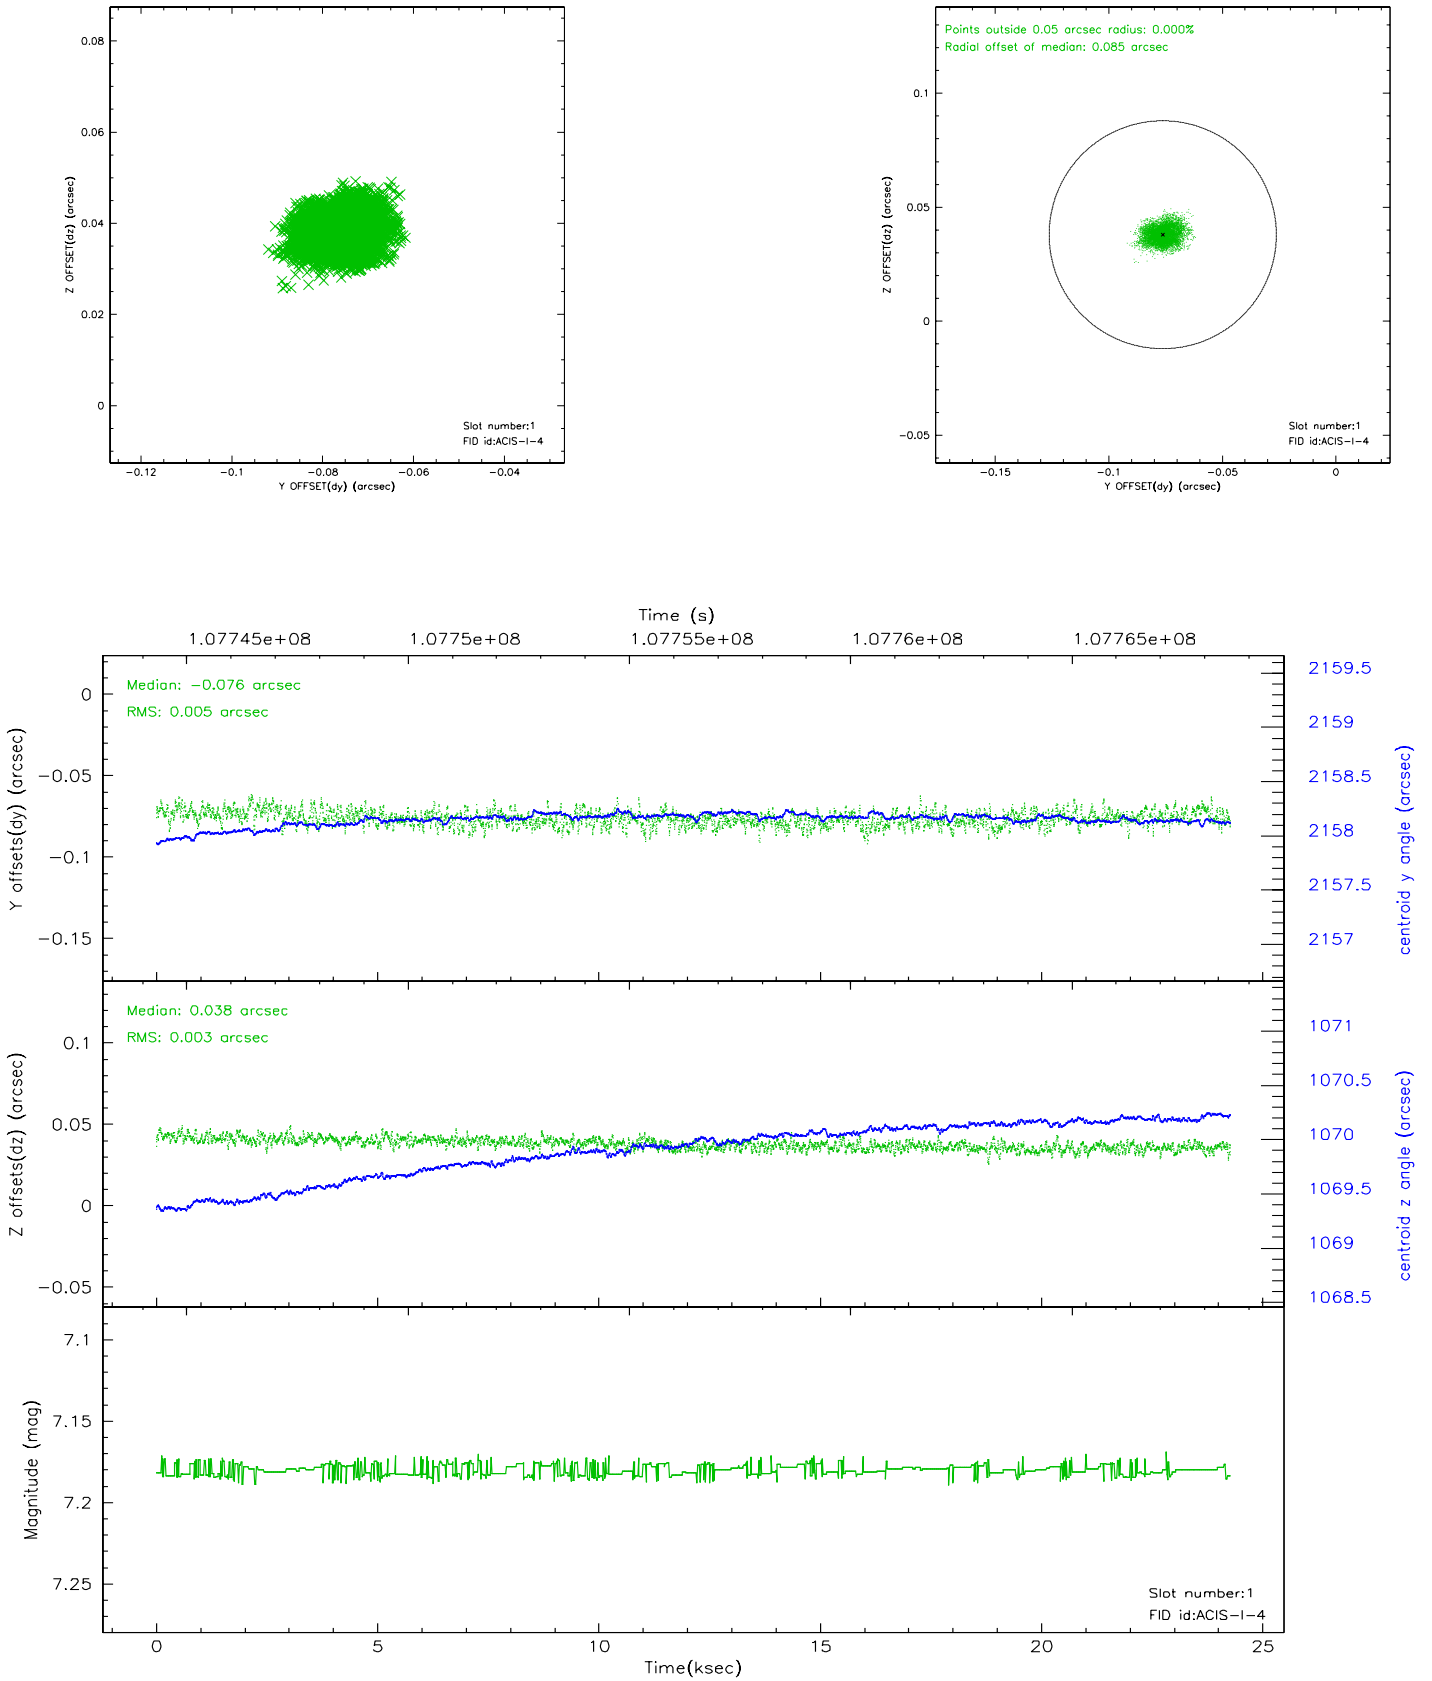 0.08
0.06
0.04
0.02
0
Z OFFSET(dz) (arcsec)
−0.12
−0.1
−0.08
−0.06
−0.04
Y OFFSET(dy) (arcsec)
Slot number:1
FID id:ACIS−I−4
Points outside 0.05 arcsec radius: 0.000%
Radial offset of median: 0.085 arcsec
0.1
0.05
0
−0.05
Z OFFSET(dz) (arcsec)
−0.15
−0.1
−0.05
0
Y OFFSET(dy) (arcsec)
Slot number:1
FID id:ACIS−I−4
Time (s)
1.07745e+08
1.0775e+08
1.07755e+08
1.0776e+08
1.07765e+08
Median: −0.076 arcsec
RMS: 0.005 arcsec
0
−0.05
−0.1
−0.15
Y offsets(dy) (arcsec)
2159.5
2159
2158.5
2158
2157.5
2157
centroid y angle (arcsec)
Median: 0.038 arcsec
RMS: 0.003 arcsec
0.1
0.05
0
−0.05
Z offsets(dz) (arcsec)
1071
1070.5
1070
1069.5
1069
1068.5
centroid z angle (arcsec)
7.1
7.15
7.2
7.25
Magnitude (mag)
Slot number:1
FID id:ACIS−I−4
0
5
10
15
20
25
Time(ksec)